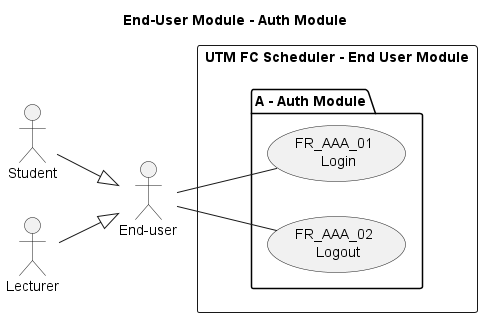 End-User Module - Auth Module
UTM FC Scheduler - End User Module
A - Auth Module
FR_AAA_01
Login
Student
End-user
FR_AAA_02
Logout
Lecturer